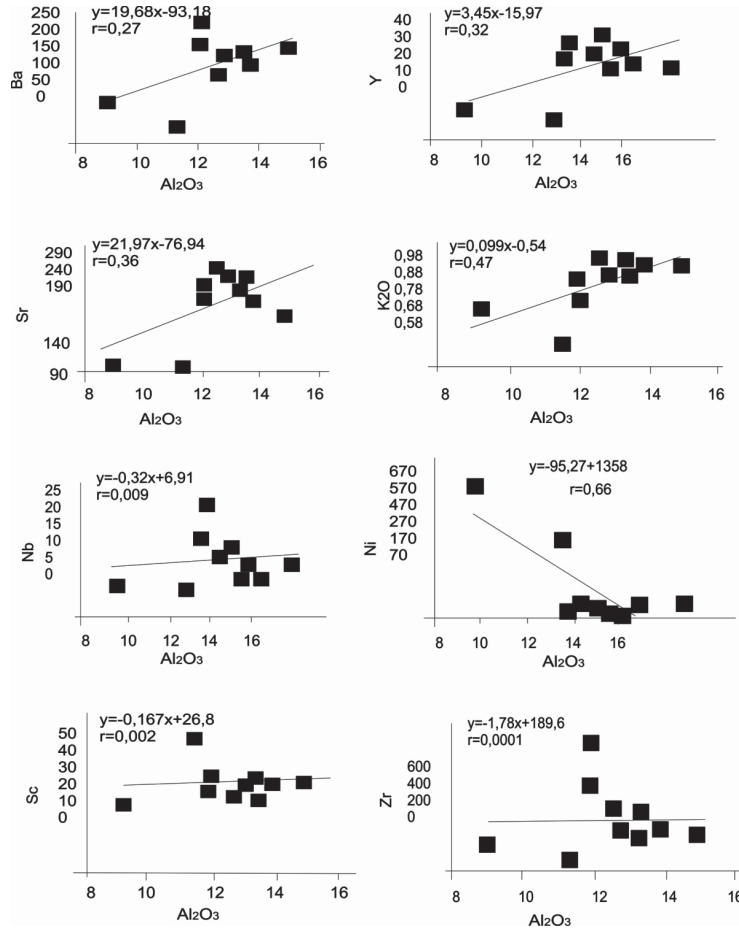 y=19,68x-93,18
r=0,27
250
200
150
100
50
0
Ba
8 10 12 14 16
Al₂O₃
y=3,45x-15,97
r=0,32
40
30
20
10
0
Y
8 10 12 14 16
Al₂O₃
y=21,97x-76,94
r=0,36
290
240
190
140
90
Sr
8 10 12 14 16
Al₂O₃
y=0,099x-0,54
r=0,47
0,98
0,88
0,78
0,68
0,58
K2O
8 10 12 14 16
Al₂O₃
y=-0,32x+6,91
r=0,009
25
20
15
10
5
0
Nb
8 10 12 14 16
Al₂O₃
y=-95,27+1358
r=0,66
670
570
470
270
170
70
Ni
8 10 12 14 16
Al₂O₃
y=-0,167x+26,8
r=0,002
50
40
30
20
10
0
Sc
8 10 12 14 16
Al₂O₃
y=-1,78x+189,6
r=0,0001
600
400
200
0
Zr
8 10 12 14 16
Al₂O₃